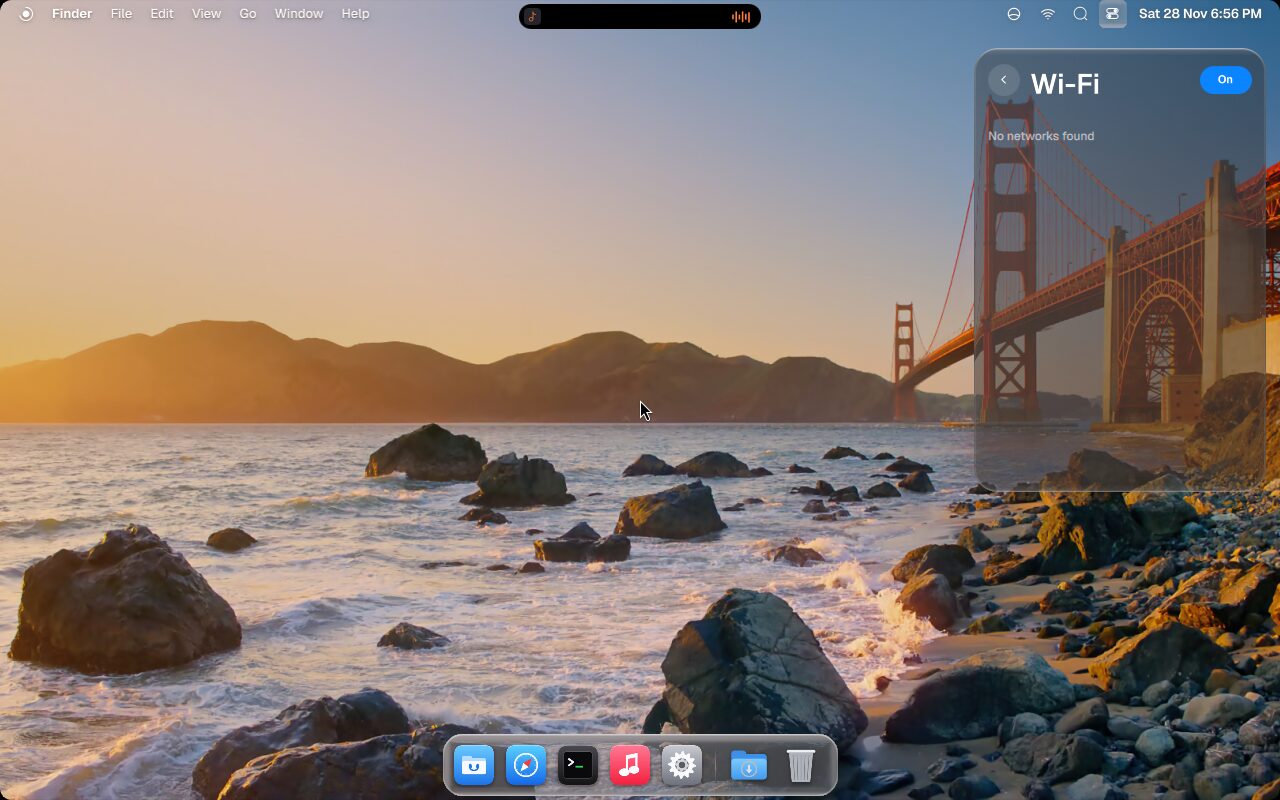 Finder File Edit View Go Window Help
Sat 28 Nov 6:56 PM
Wi-Fi
On
No networks found